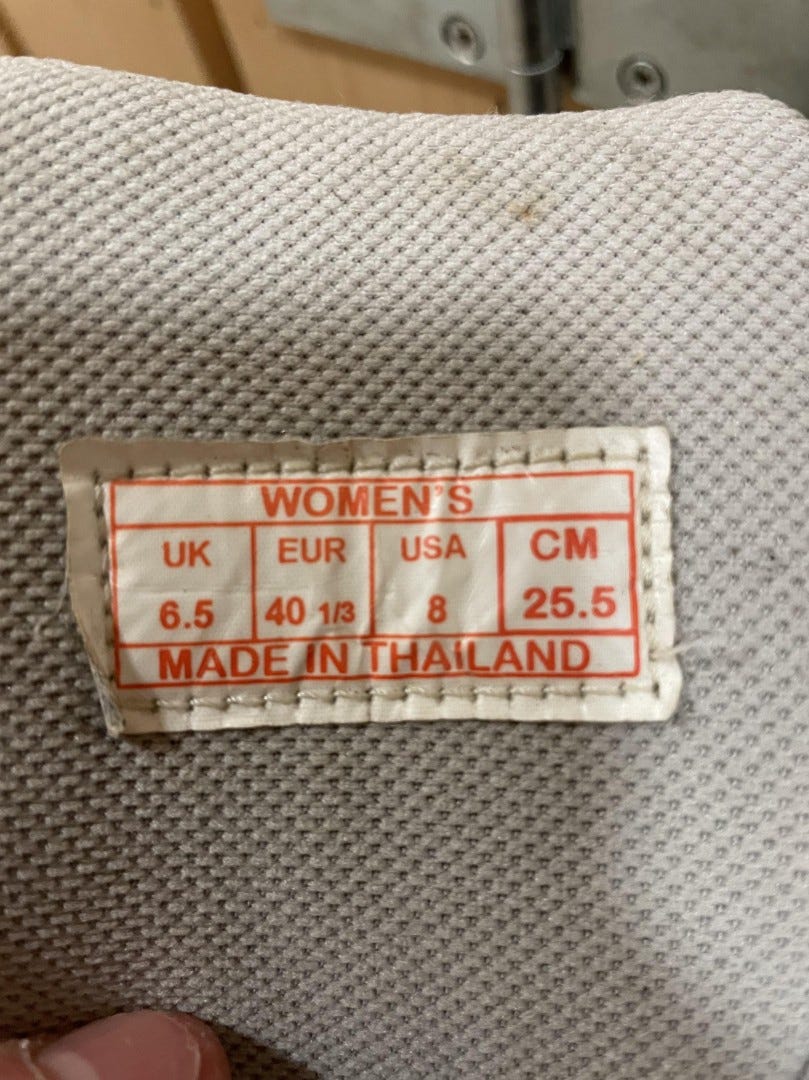 WOMEN'S
UK EUR USA CM
6.5 40 1/3 8 25.5
MADE IN THAILAND